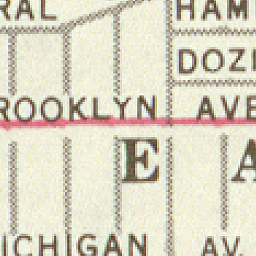 RAL HAM
DOZI
ROOKLYN AVE
E A
ICHIGAN AV.